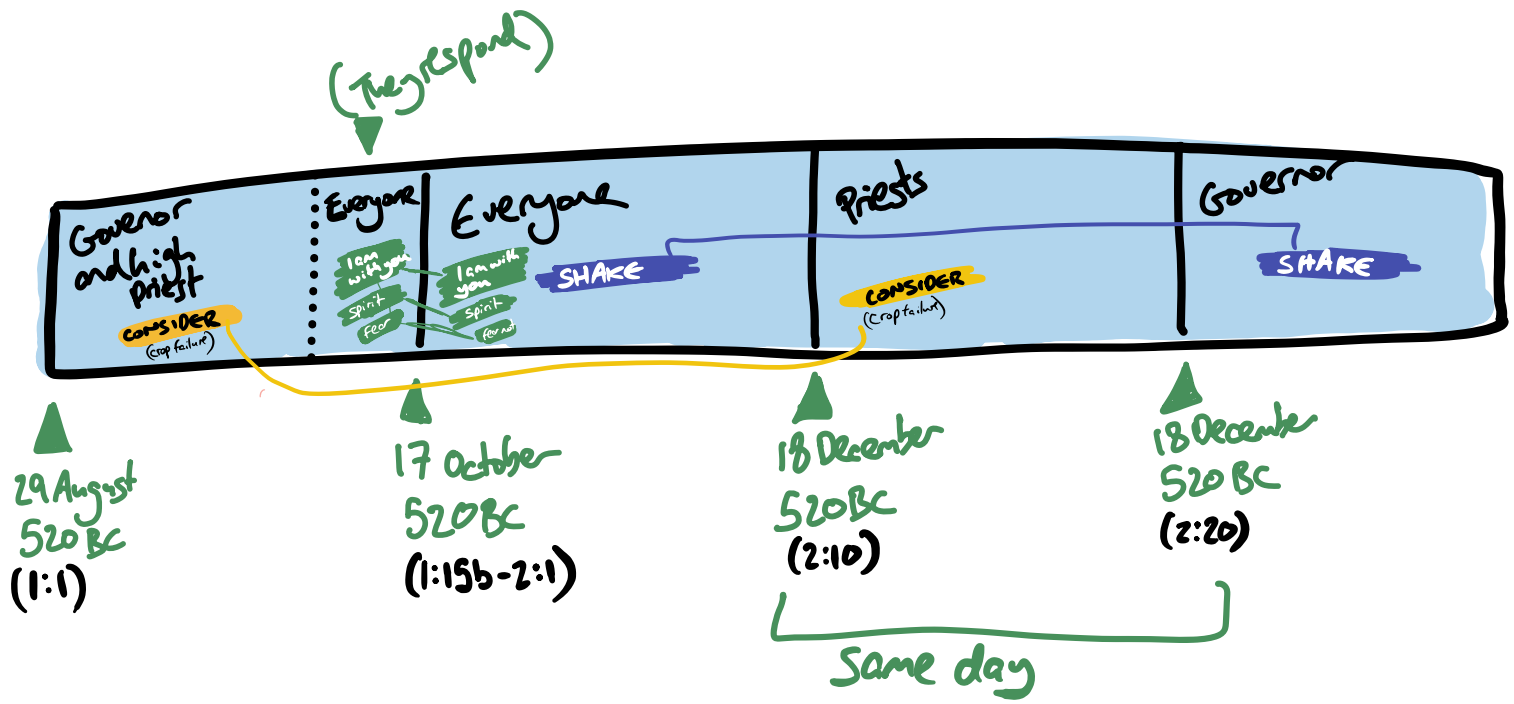 (They respond)
Govenor
and high
priest
CONSIDER
(crop failure)
Everyone
I am
with you
spirit
fear
Everyone
I am with
you
spirit
fear not
SHAKE
Priests
CONSIDER
(crop failure)
Governor
SHAKE
29 August
520 BC
(1:1)
17 October
520 BC
(1:15b-2:1)
18 December
520 BC
(2:10)
18 December
520 BC
(2:20)
Same day